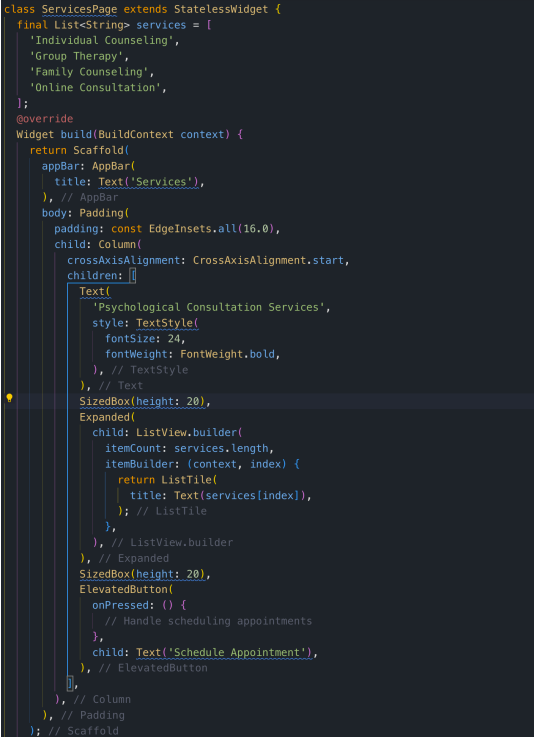 class ServicesPage extends StatelessWidget {
  final List<String> services = [
    'Individual Counseling',
    'Group Therapy',
    'Family Counseling',
    'Online Consultation',
  ];
  @override
  Widget build(BuildContext context) {
    return Scaffold(
      appBar: AppBar(
        title: Text('Services'),
      ), // AppBar
      body: Padding(
        padding: const EdgeInsets.all(16.0),
        child: Column(
          crossAxisAlignment: CrossAxisAlignment.start,
          children: [
            Text(
              'Psychological Consultation Services',
              style: TextStyle(
                fontSize: 24,
                fontWeight: FontWeight.bold,
              ), // TextStyle
            ), // Text
            SizedBox(height: 20),
            Expanded(
              child: ListView.builder(
                itemCount: services.length,
                itemBuilder: (context, index) {
                  return ListTile(
                    title: Text(services[index]),
                  ); // ListTile
                },
              ), // ListView.builder
            ), // Expanded
            SizedBox(height: 20),
            ElevatedButton(
              onPressed: () {
                // Handle scheduling appointments
              },
              child: Text('Schedule Appointment'),
            ), // ElevatedButton
          ],
        ), // Column
      ), // Padding
    ); // Scaffold